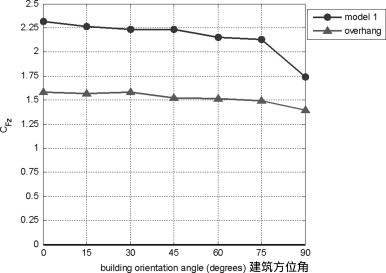 2.5
2.25
2
1.75
1.5
1.25
1
0.75
0.5
0.25
0
C_Fz
0 15 30 45 60 75 90
building orientation angle (degrees) 建筑方位角
model 1
overhang